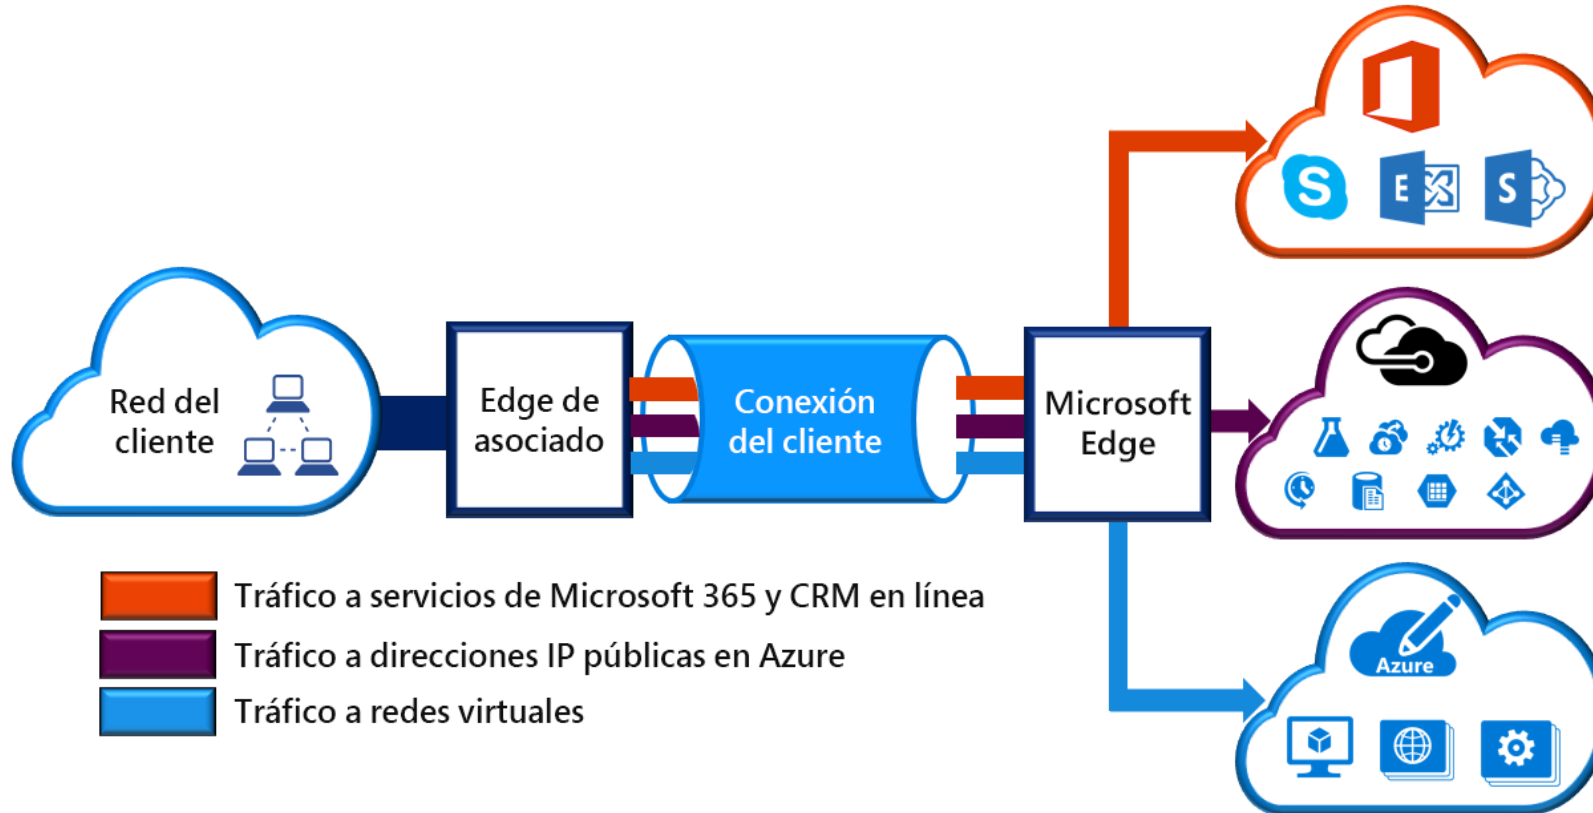 Red del
cliente
Edge de
asociado
Conexión
del cliente
Microsoft
Edge
S
E
S
Azure
Tráfico a servicios de Microsoft 365 y CRM en línea
Tráfico a direcciones IP públicas en Azure
Tráfico a redes virtuales